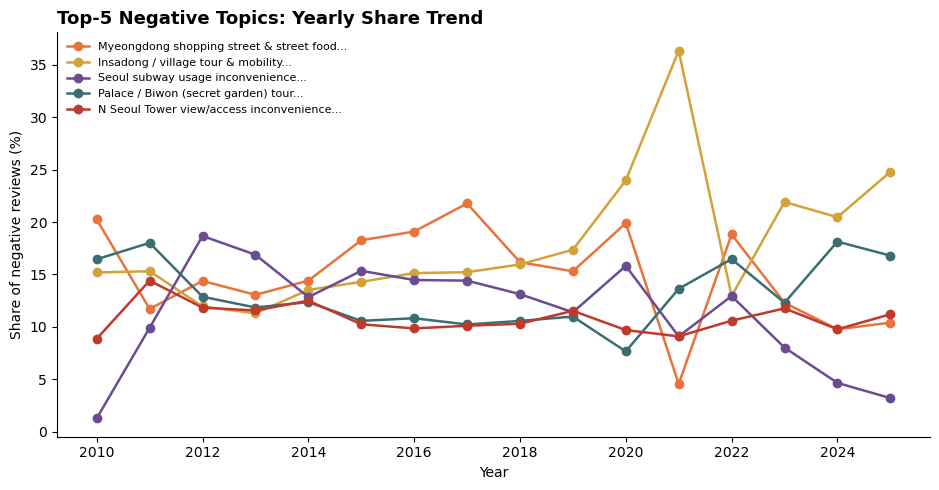 Top-5 Negative Topics: Yearly Share Trend
Myeongdong shopping street & street food...
Insadong / village tour & mobility...
Seoul subway usage inconvenience...
Palace / Biwon (secret garden) tour...
N Seoul Tower view/access inconvenience...
Share of negative reviews (%)
35
30
25
20
15
10
5
0
2010 2012 2014 2016 2018 2020 2022 2024
Year